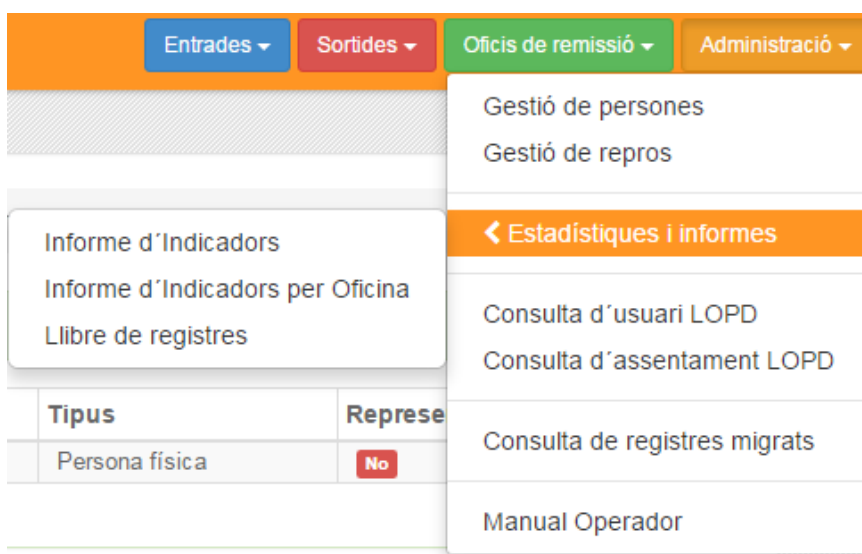 Entrades
Sortides
Oficis de remissió
Administració
Gestió de persones
Gestió de repros
Estadístiques i informes
Informe d´Indicadors
Informe d´Indicadors per Oficina
Llibre de registres
Consulta d´usuari LOPD
Consulta d´assentament LOPD
Consulta de registres migrats
Manual Operador
Tipus
Represe
Persona física
No